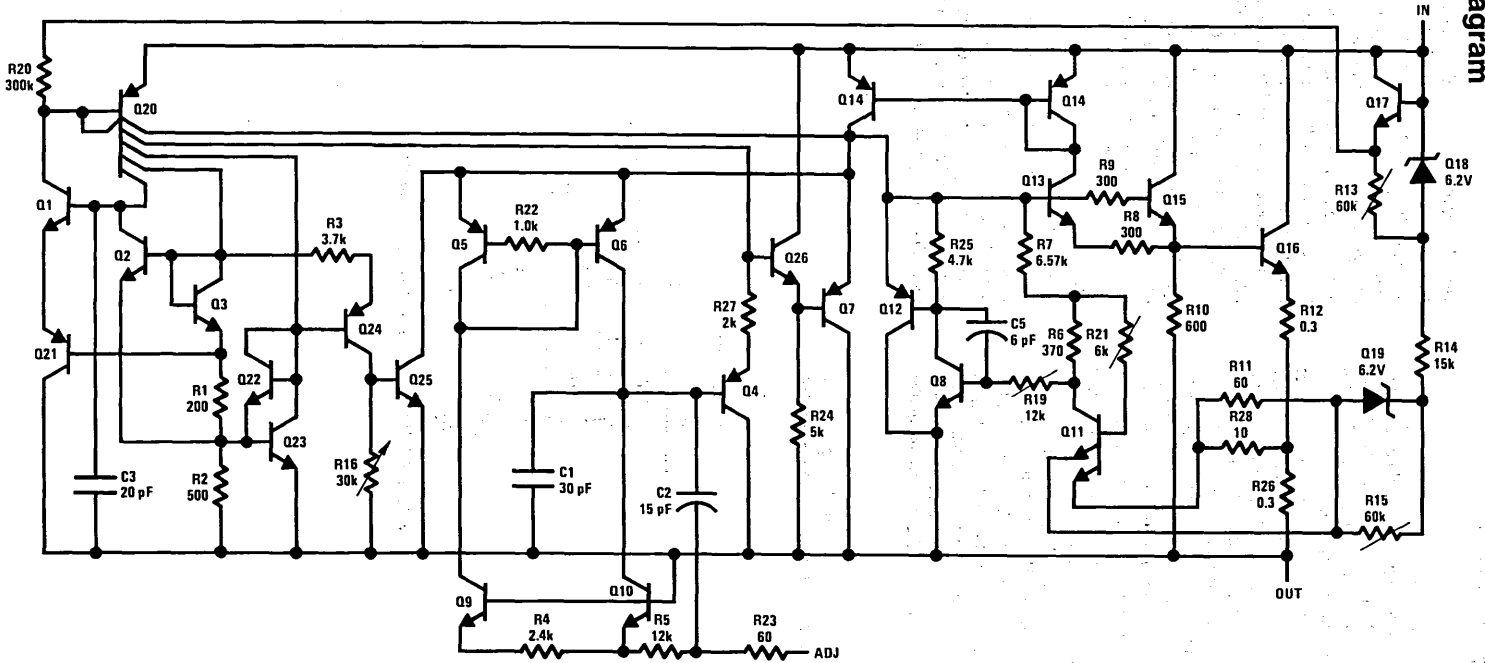 agram
IN
R20
300k
Q20
Q14
Q14
Q17
Q18
6.2V
R13
60k
Q1
Q2
R3
3.7k
R22
1.0k
Q5
Q6
Q13
R9
300
Q15
R8
300
Q16
Q3
Q26
R25
4.7k
R7
6.57k
R27
2k
Q24
Q7
Q12
C5
6 pF
R6
370
R21
6k
R10
600
R12
0.3
Q21
R1
200
Q22
Q25
Q4
Q8
R19
12k
Q19
6.2V
R14
15k
R11
60
R28
10
Q11
R24
5k
Q23
C3
20 pF
R2
500
R16
30k
C1
30 pF
C2
15 pF
R26
0.3
R15
60k
OUT
Q9
Q10
R4
2.4k
R5
12k
R23
60
ADJ